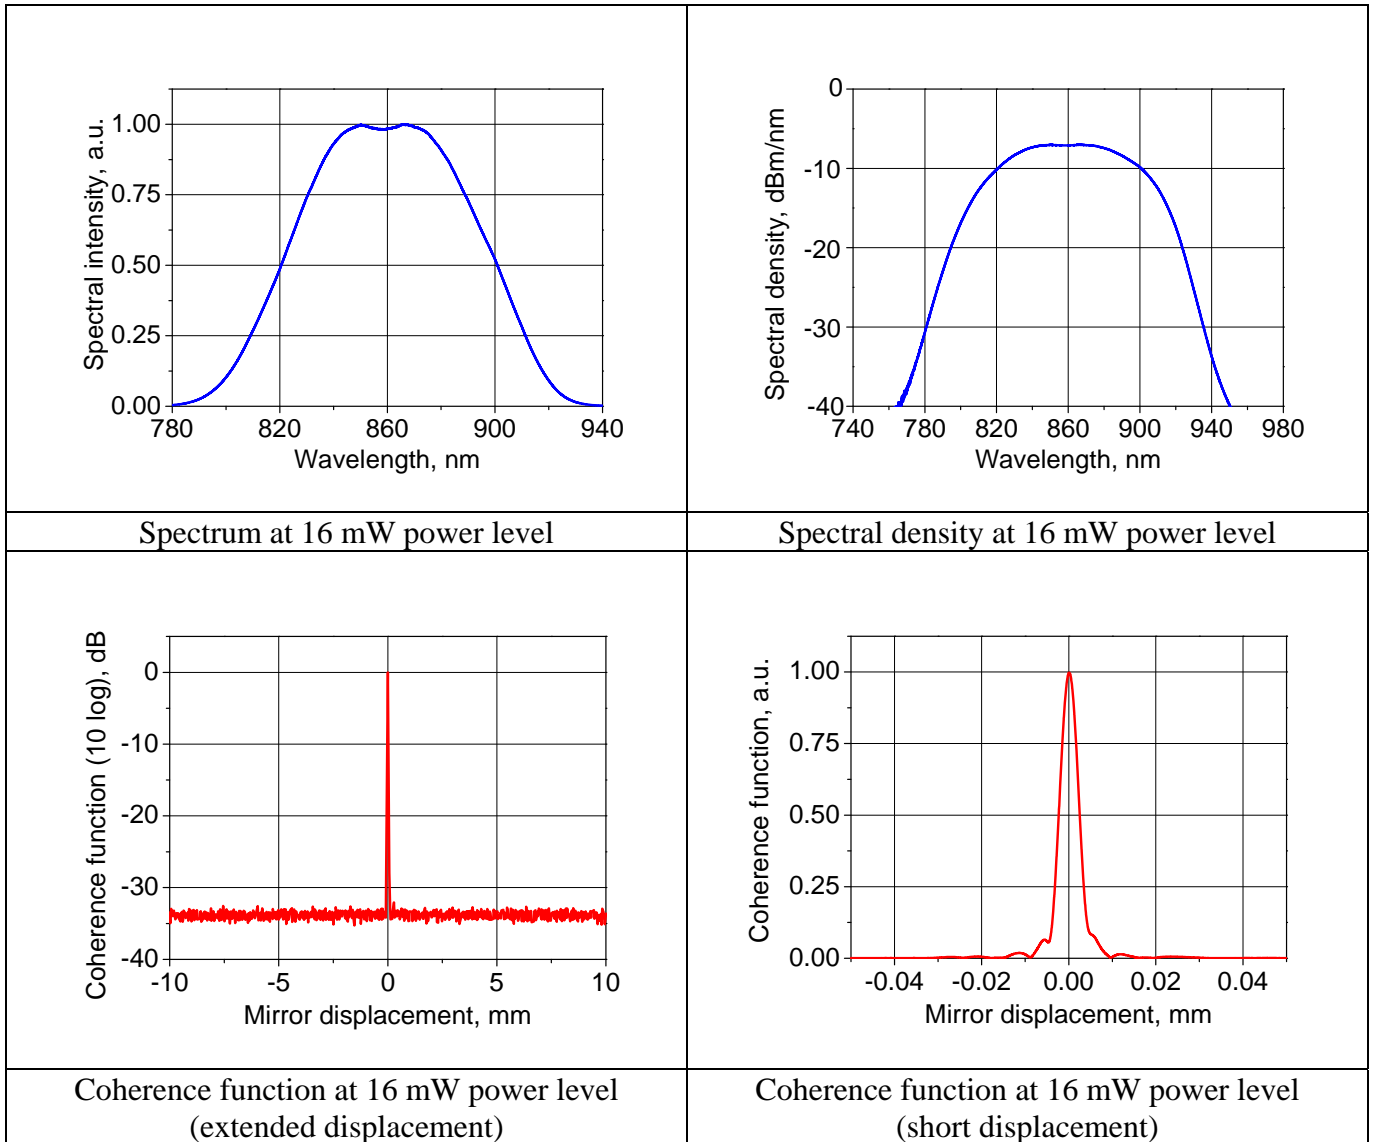 Spectral intensity, a.u.
1.00
0.75
0.50
0.25
0.00
780 820 860 900 940
Wavelength, nm
Spectrum at 16 mW power level
Spectral density, dBm/nm
0
-10
-20
-30
-40
740 780 820 860 900 940 980
Wavelength, nm
Spectral density at 16 mW power level
Coherence function (10 log), dB
0
-10
-20
-30
-40
-10 -5 0 5 10
Mirror displacement, mm
Coherence function at 16 mW power level
(extended displacement)
Coherence function, a.u.
1.00
0.75
0.50
0.25
0.00
-0.04 -0.02 0.00 0.02 0.04
Mirror displacement, mm
Coherence function at 16 mW power level
(short displacement)